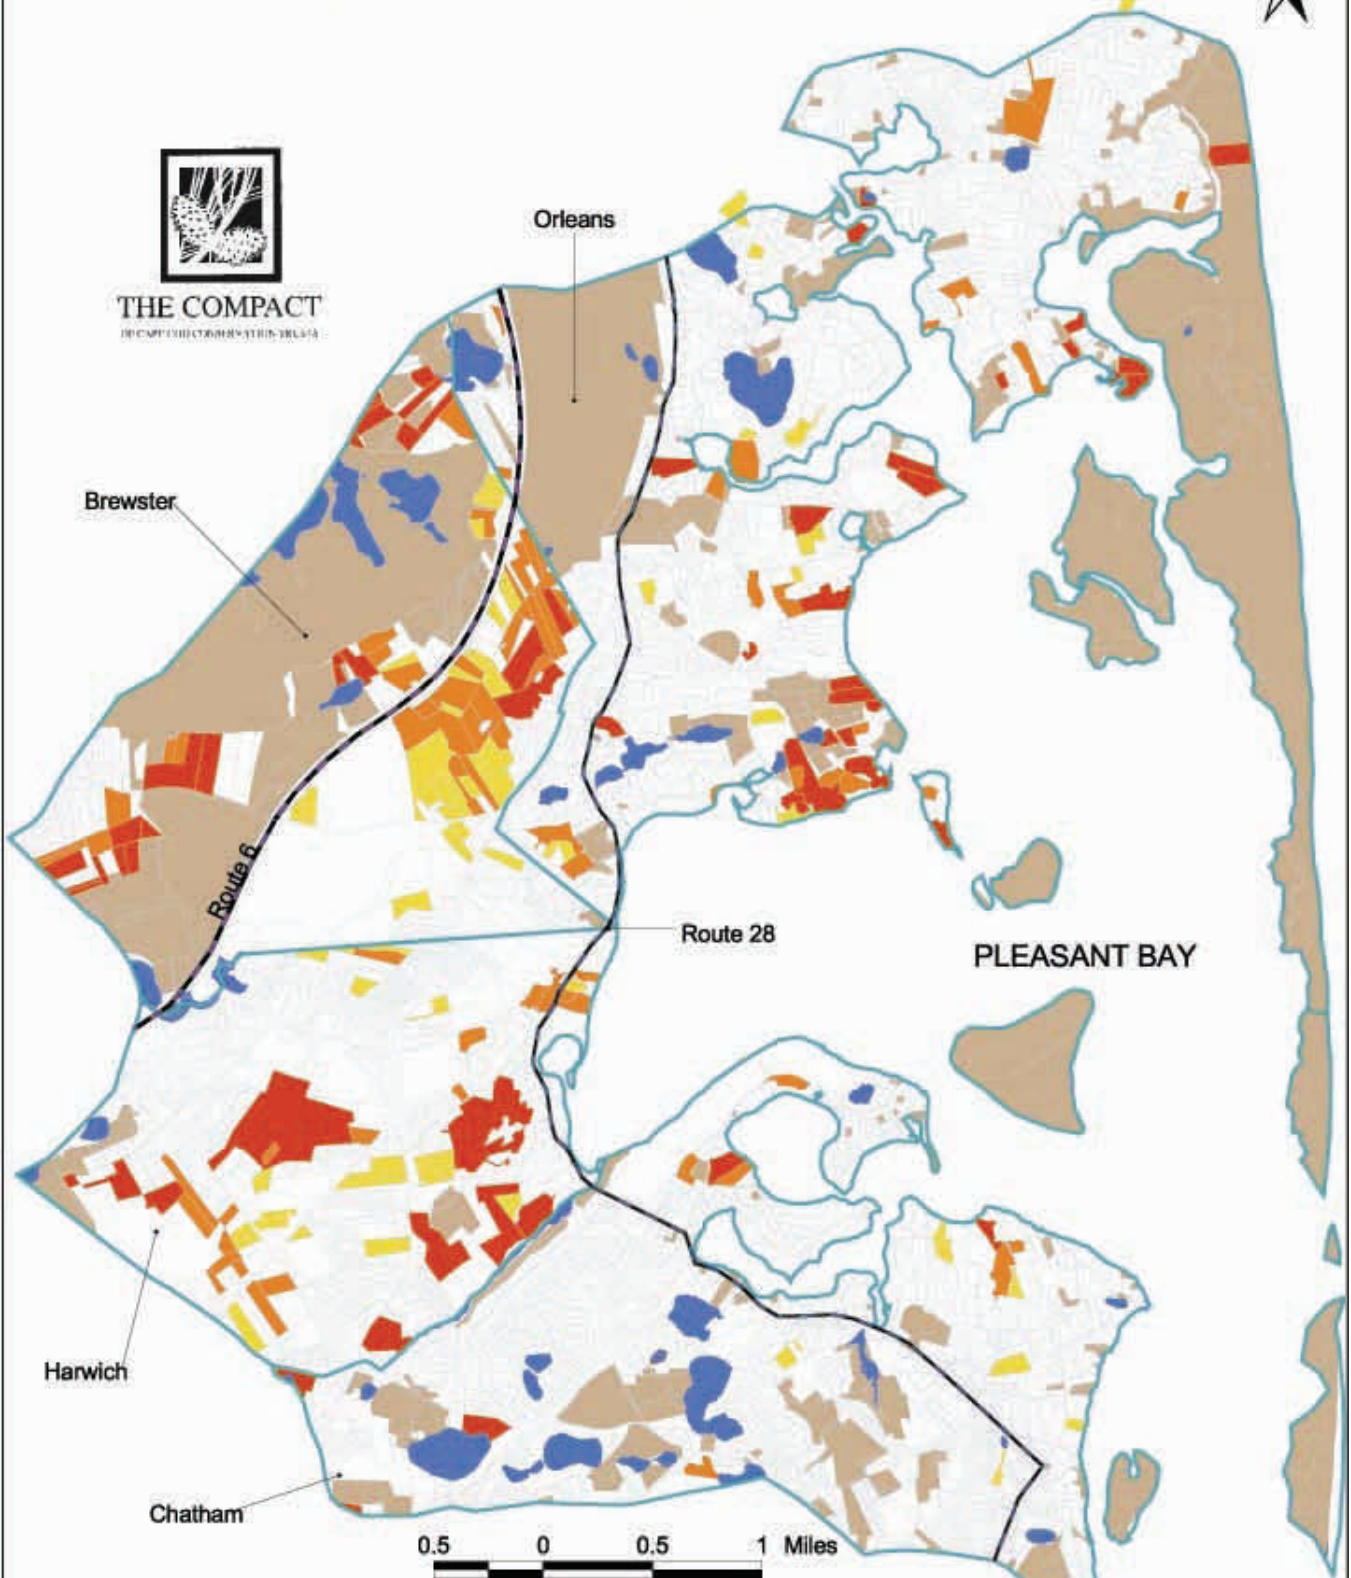 Orleans
THE COMPACT
Brewster
Route 6
Route 28
PLEASANT BAY
Harwich
Chatham
0.5 0 0.5 1 Miles